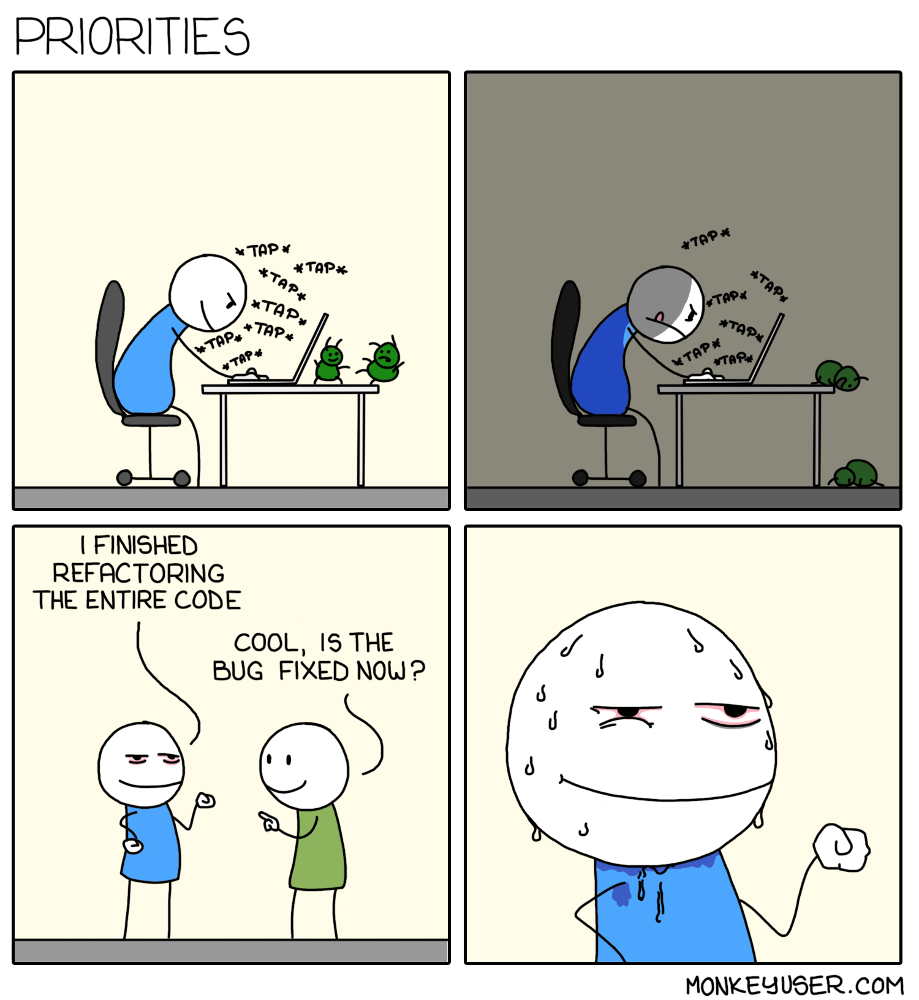 PRIORITIES
*TAP*
*TAP*
*TAP*
*TAP*
*TAP*
*TAP*
*TAP*
*TAP*
*TAP*
*TAP*
*TAP*
*TAP*
*TAP*
I FINISHED
REFACTORING
THE ENTIRE CODE
COOL, IS THE
BUG FIXED NOW?
MONKEYUSER.COM